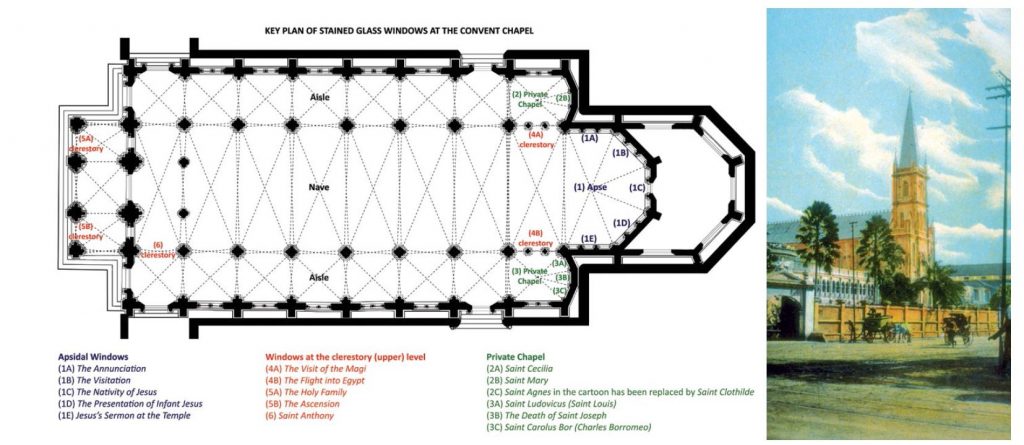 KEY PLAN OF STAINED GLASS WINDOWS AT THE CONVENT CHAPEL
Aisle
(2) Private
Chapel
(2B)
(5A)
clerestory
(4A)
clerestory
(1A)
(1B)
Nave
(1) Apse
(1C)
(1D)
(5B)
clerestory
(6)
clerestory
(4B)
clerestory
(1E)
Aisle
(3) Private
Chapel
(3A)
(3B)
(3C)
Apsidal Windows
(1A) The Annunciation
(1B) The Visitation
(1C) The Nativity of Jesus
(1D) The Presentation of Infant Jesus
(1E) Jesus's Sermon at the Temple
Windows at the clerestory (upper) level
(4A) The Visit of the Magi
(4B) The Flight into Egypt
(5A) The Holy Family
(5B) The Ascension
(6) Saint Anthony
Private Chapel
(2A) Saint Cecilia
(2B) Saint Mary
(2C) Saint Agnes in the cartoon has been replaced by Saint Clothilde
(3A) Saint Ludovicus (Saint Louis)
(3B) The Death of Saint Joseph
(3C) Saint Carolus Bor (Charles Borromeo)